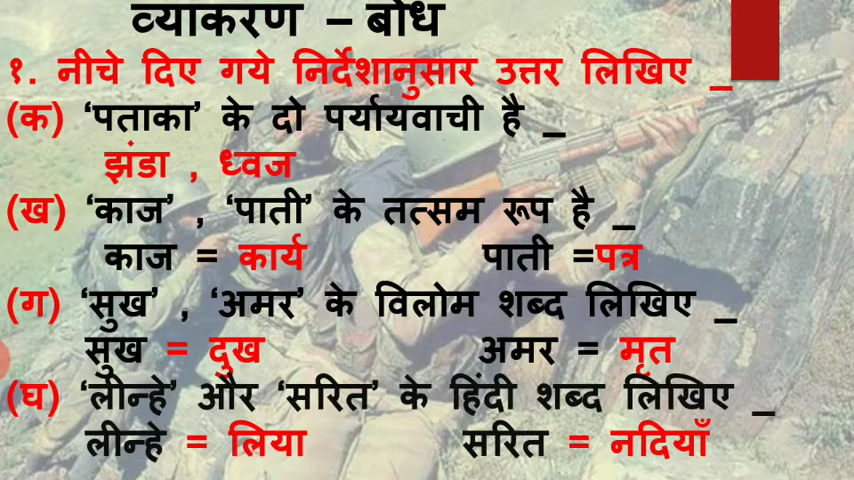 व्याकरण – बोध
१. नीचे दिए गये निर्देशानुसार उत्तर लिखिए _
(क) ‘पताका’ के दो पर्यायवाची है _
झंडा , ध्वज
(ख) ‘काज’ , ‘पाती’ के तत्सम रूप है _
काज = कार्य पाती =पत्र
(ग) ‘सुख’ , ‘अमर’ के विलोम शब्द लिखिए _
सुख = दुख अमर = मृत
(घ) ‘लीन्हे’ और ‘सरित’ के हिंदी शब्द लिखिए _
लीन्हे = लिया सरित = नदियाँ